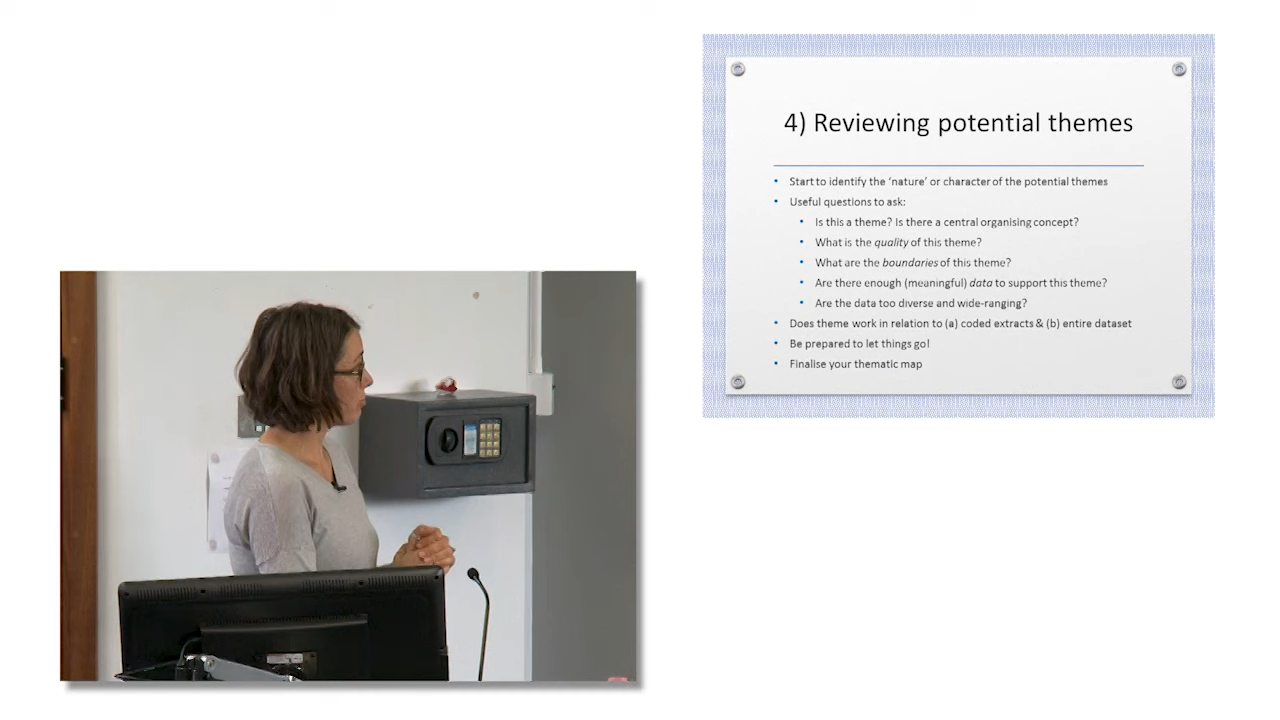 4) Reviewing potential themes
• Start to identify the ‘nature’ or character of the potential themes
• Useful questions to ask:
• Is this a theme? Is there a central organising concept?
• What is the quality of this theme?
• What are the boundaries of this theme?
• Are there enough (meaningful) data to support this theme?
• Are the data too diverse and wide-ranging?
• Does theme work in relation to (a) coded extracts & (b) entire dataset
• Be prepared to let things go!
• Finalise your thematic map